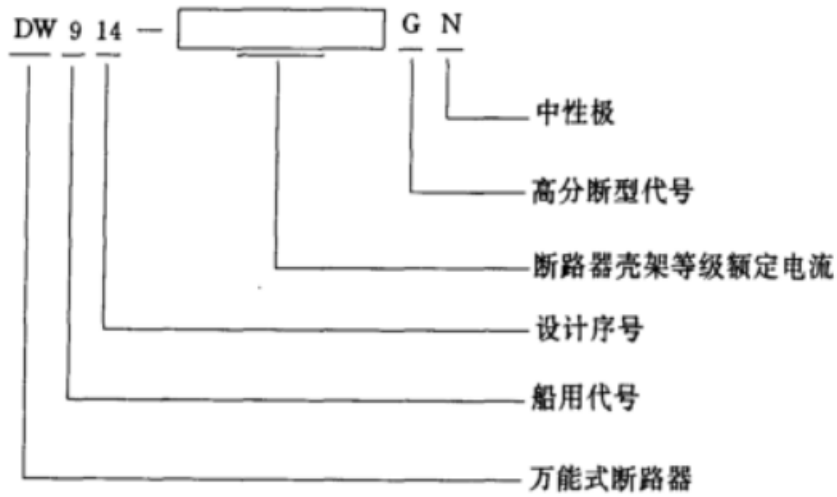 DW 9 14 — G N
中性极
高分断型代号
断路器壳架等级额定电流
设计序号
船用代号
万能式断路器